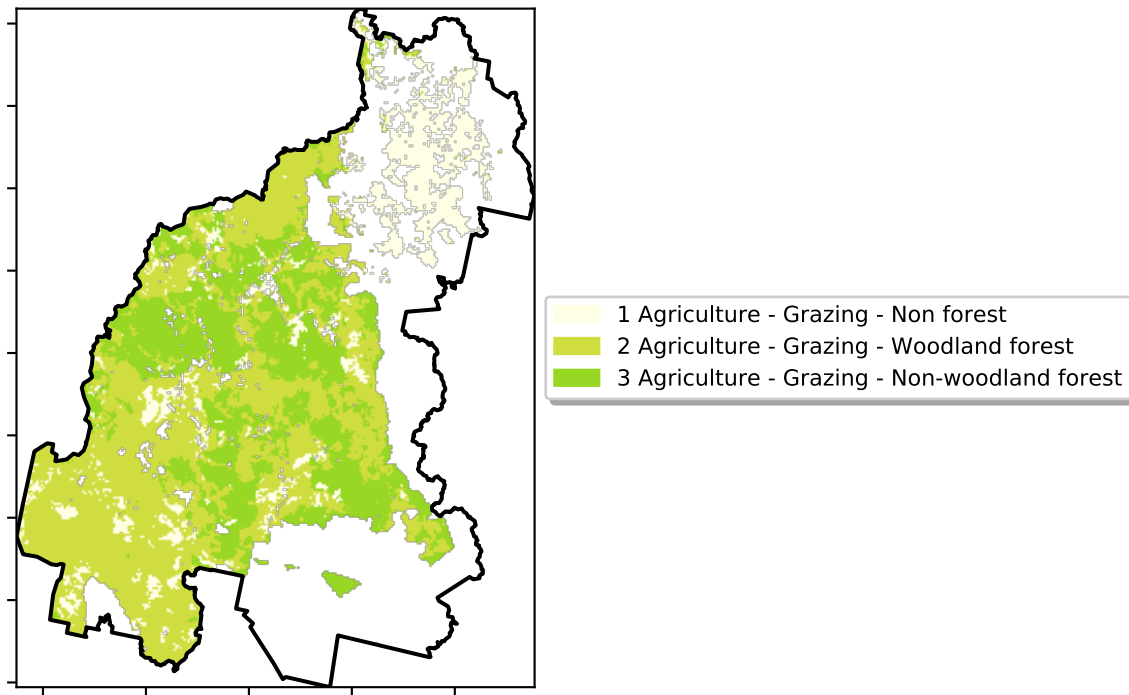 1 Agriculture - Grazing - Non forest
2 Agriculture - Grazing - Woodland forest
3 Agriculture - Grazing - Non-woodland forest